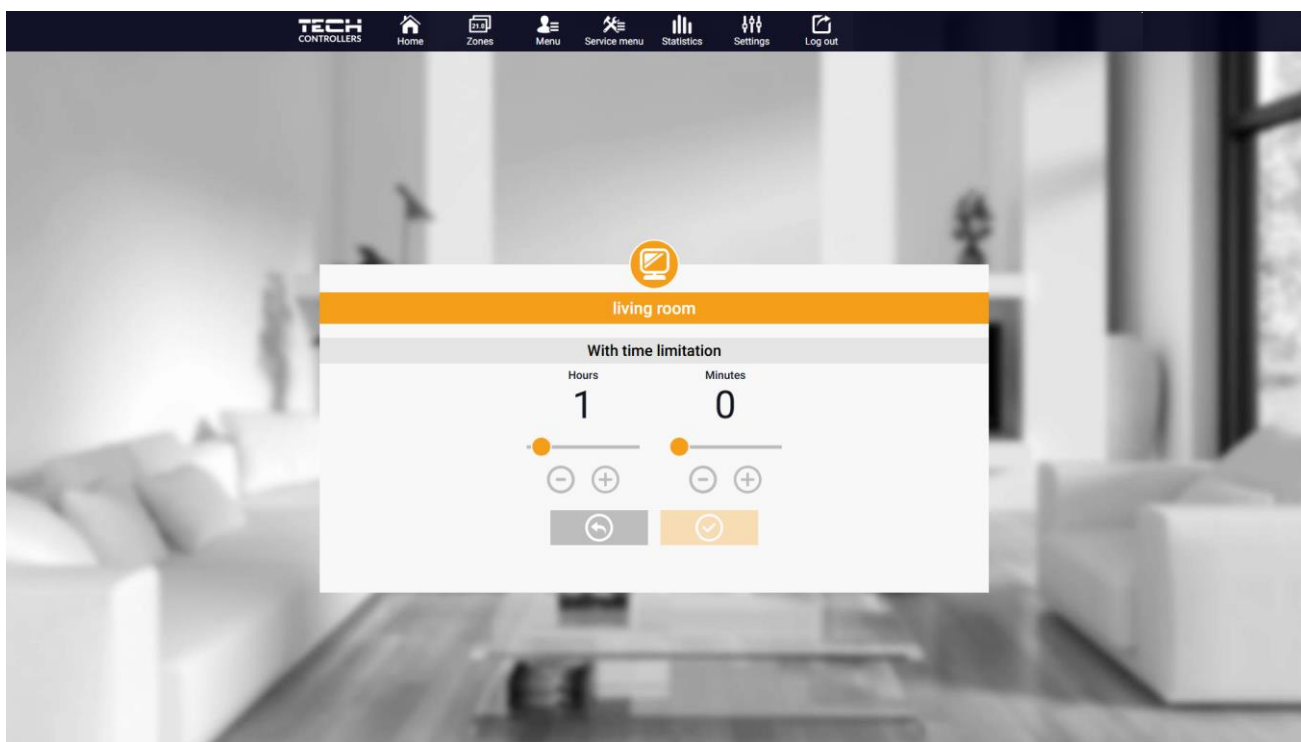 TECH
CONTROLLERS
Home
21.0
Zones
Menu
Service menu
Statistics
Settings
Log out
living room
With time limitation
Hours Minutes
1 0